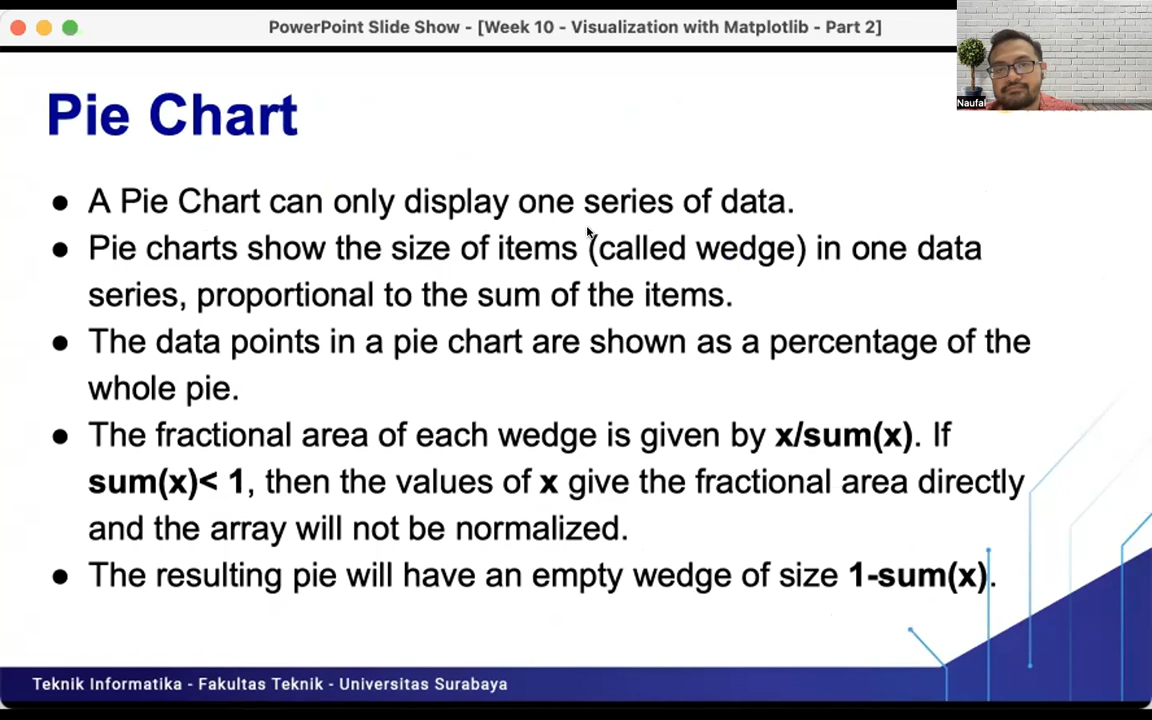 PowerPoint Slide Show - [Week 10 - Visualization with Matplotlib - Part 2]
Naufal
Pie Chart
● A Pie Chart can only display one series of data.
● Pie charts show the size of items (called wedge) in one data
series, proportional to the sum of the items.
● The data points in a pie chart are shown as a percentage of the
whole pie.
● The fractional area of each wedge is given by x/sum(x). If
sum(x)< 1, then the values of x give the fractional area directly
and the array will not be normalized.
● The resulting pie will have an empty wedge of size 1-sum(x).
Teknik Informatika - Fakultas Teknik - Universitas Surabaya